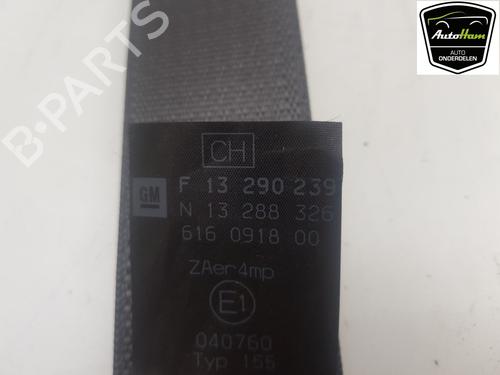 AutoHam
AUTO
ONDERDELEN
B-PARTS
CH
GM
F 13 290 239
N 13 288 326
616 0918 00
ZAer4mp
E1
040760
Typ 155